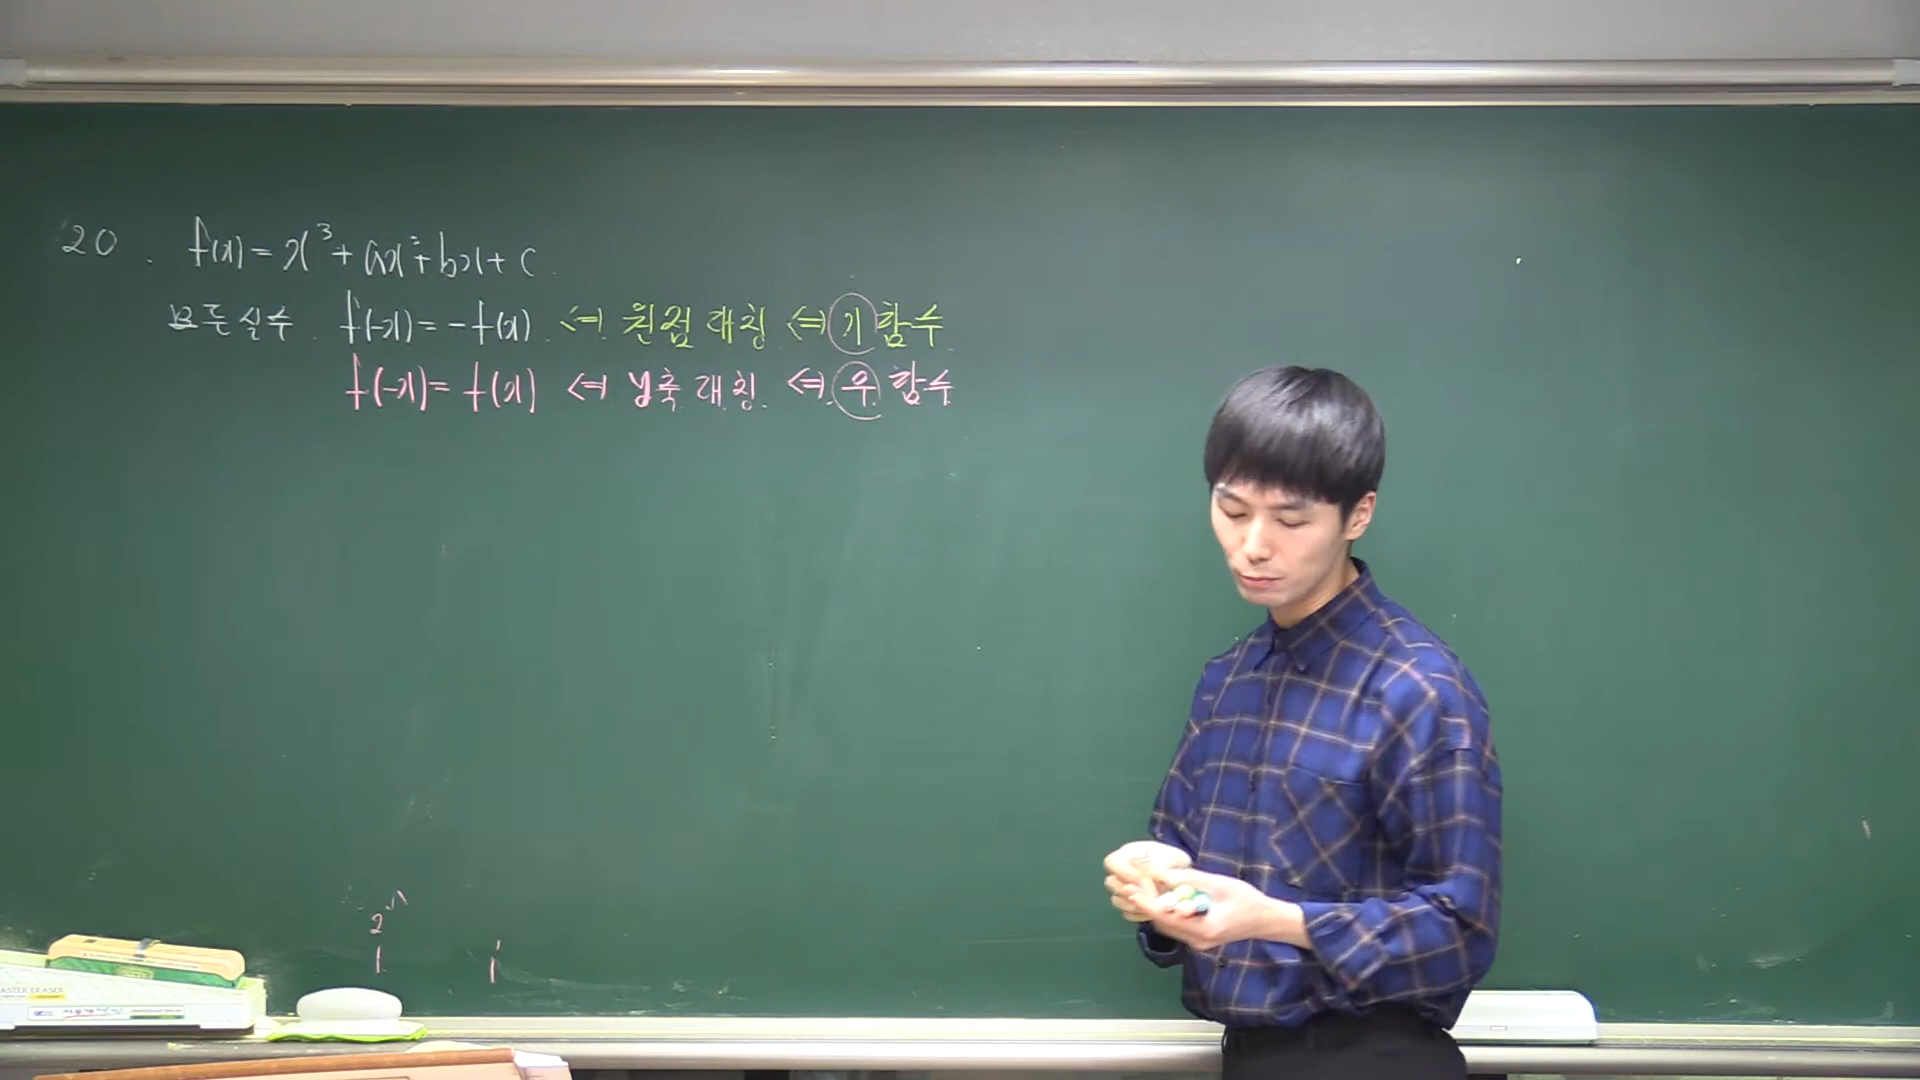 20. f(x) = x³ + ax² + bx + c
모든 실수 f(-x) = -f(x) ⇔ 원점 대칭 ⇔ 기함수
f(-x) = f(x) ⇔ y축 대칭 ⇔ 우함수